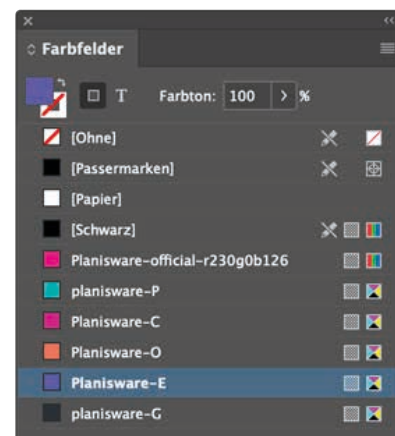 Farbfelder
T Farbton: 100 %
[Ohne]
[Passermarken]
[Papier]
[Schwarz]
Planisware-official-r230g0b126
planisware-P
Planisware-C
Planisware-O
Planisware-E
planisware-G